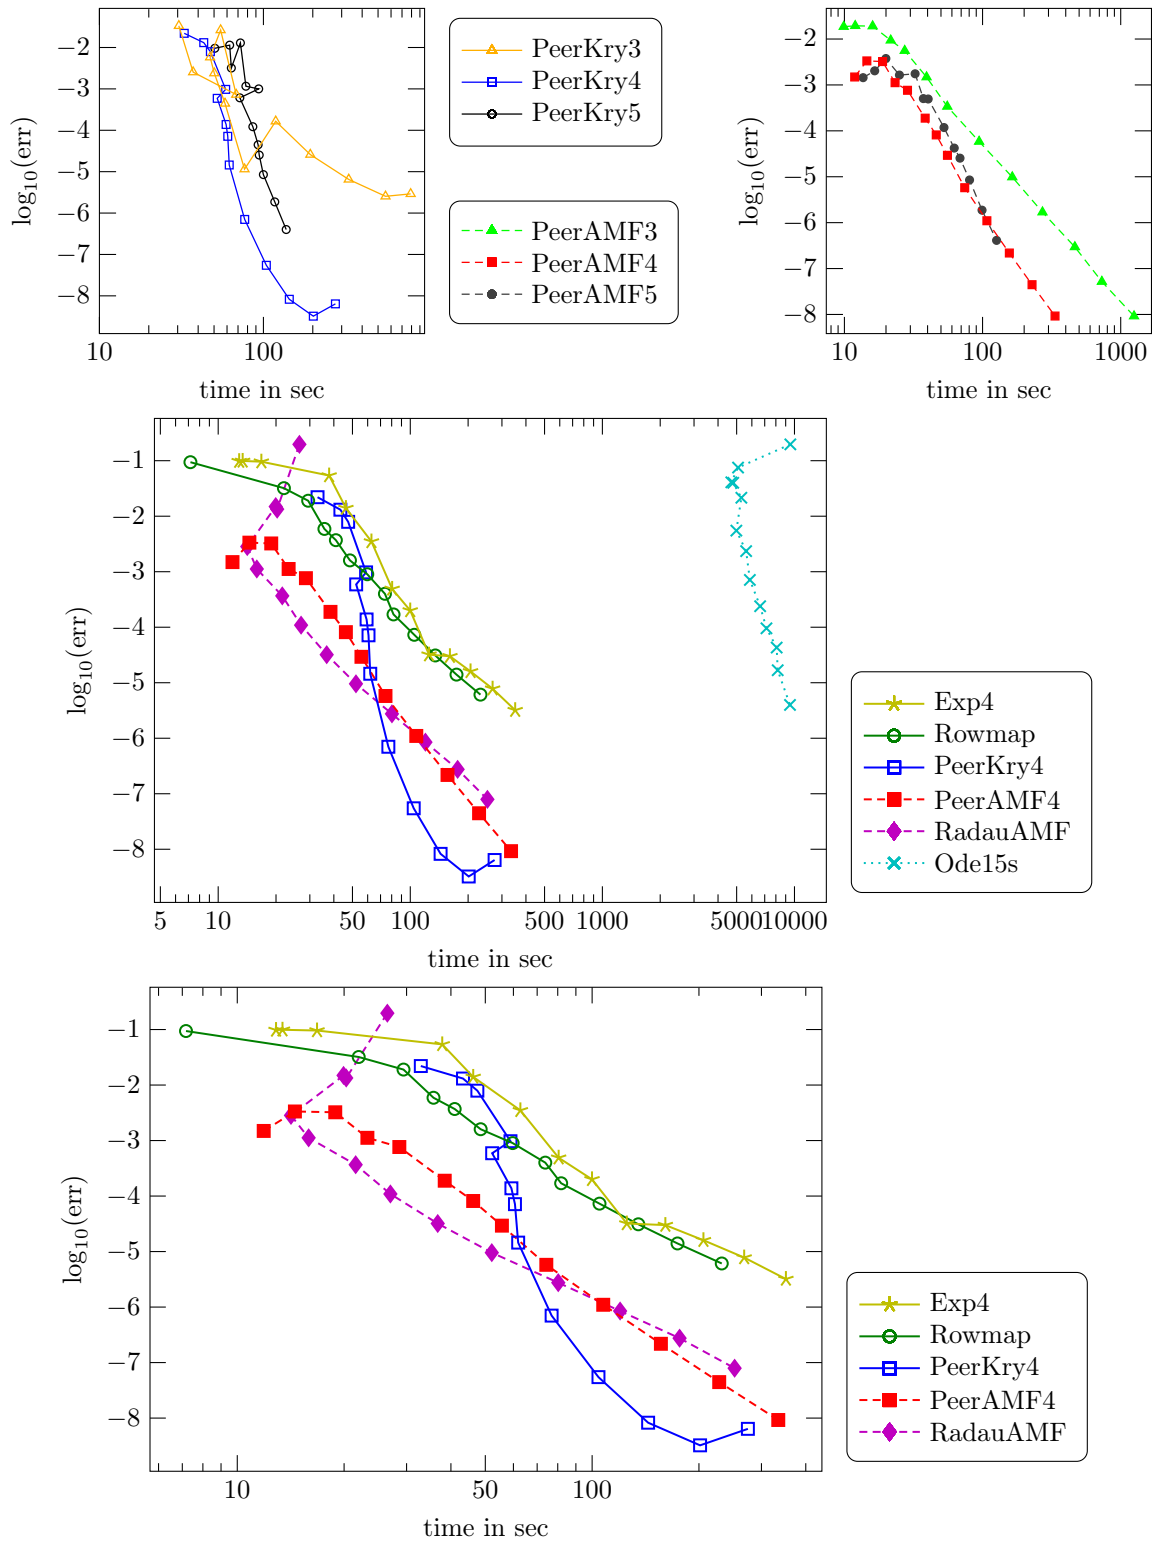 −2
−3
−4
−5
−6
−7
−8
log10(err)
10
100
time in sec
PeerKry3
PeerKry4
PeerKry5
PeerAMF3
PeerAMF4
PeerAMF5
−2
−3
−4
−5
−6
−7
−8
log10(err)
10
100
1000
time in sec
−1
−2
−3
−4
−5
−6
−7
−8
log10(err)
5
10
50
100
500
1000
5000
10000
time in sec
Exp4
Rowmap
PeerKry4
PeerAMF4
RadauAMF
Ode15s
−1
−2
−3
−4
−5
−6
−7
−8
log10(err)
10
50
100
time in sec
Exp4
Rowmap
PeerKry4
PeerAMF4
RadauAMF